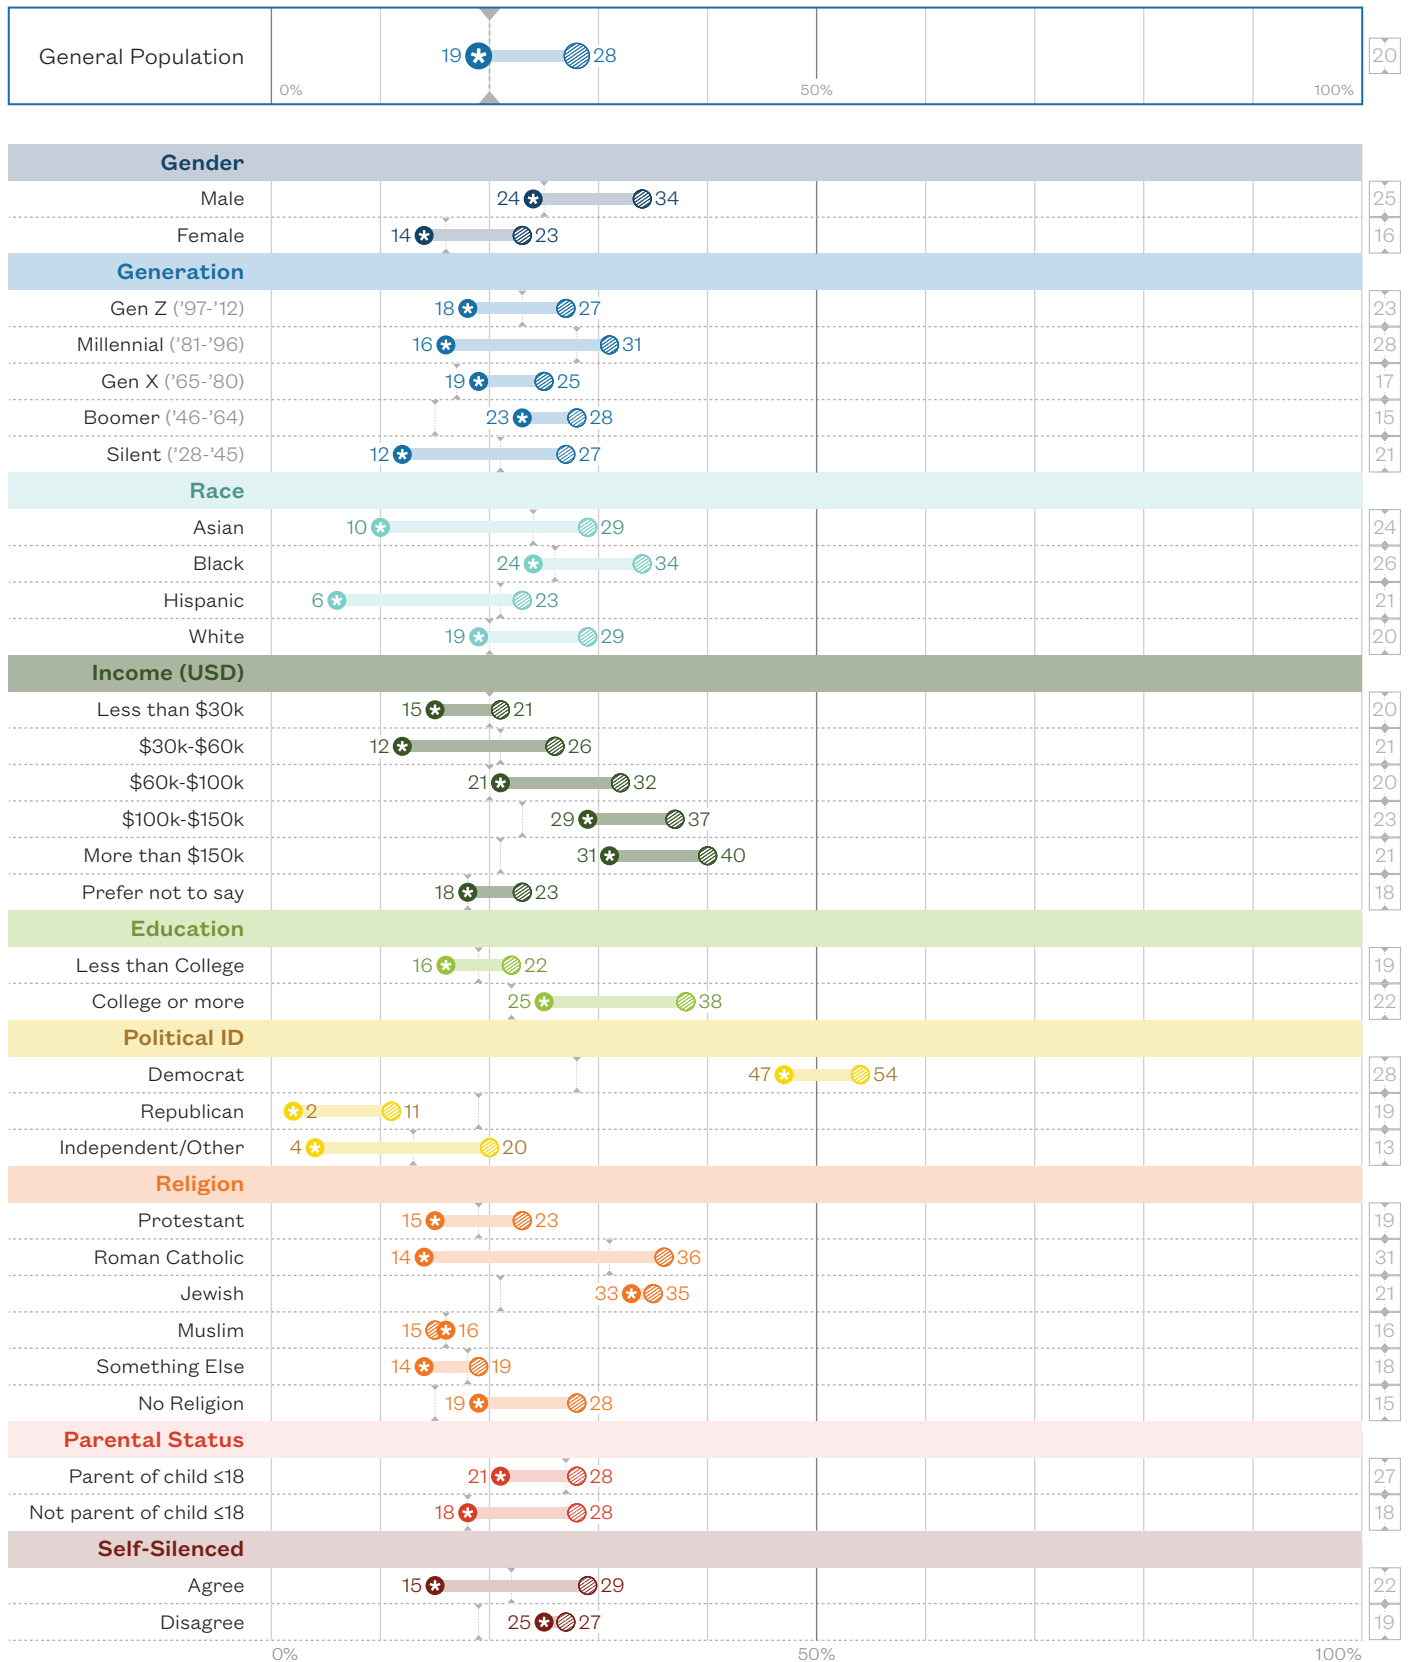 General Population 19 28 20
0% 50% 100%
Gender
Male 24 34 25
Female 14 23 16
Generation
Gen Z (’97-’12) 18 27 23
Millennial (’81-’96) 16 31 28
Gen X (’65-’80) 19 25 17
Boomer (’46-’64) 23 28 15
Silent (’28-’45) 12 27 21
Race
Asian 10 29 24
Black 24 34 26
Hispanic 6 23 21
White 19 29 20
Income (USD)
Less than $30k 15 21 20
$30k-$60k 12 26 21
$60k-$100k 21 32 20
$100k-$150k 29 37 23
More than $150k 31 40 21
Prefer not to say 18 23 18
Education
Less than College 16 22 19
College or more 25 38 22
Political ID
Democrat 47 54 28
Republican 2 11 19
Independent/Other 4 20 13
Religion
Protestant 15 23 19
Roman Catholic 14 36 31
Jewish 33 35 21
Muslim 15 16 16
Something Else 14 19 18
No Religion 19 28 15
Parental Status
Parent of child ≤18 21 28 27
Not parent of child ≤18 18 28 18
Self-Silenced
Agree 15 29 22
Disagree 25 27 19
0% 50% 100%